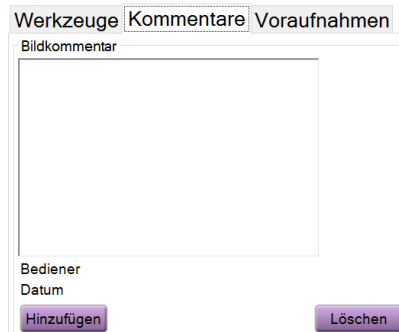 Werkzeuge Kommentare Voraufnahmen
Bildkommentar
Bediener
Datum
Hinzufügen Löschen